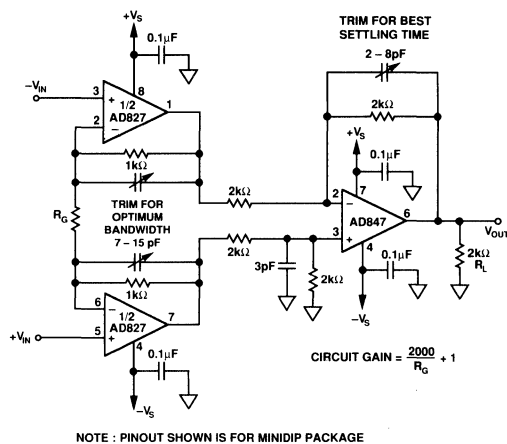 +VS
0.1µF
TRIM FOR BEST
SETTLING TIME
2 – 8pF
2kΩ
–VIN
3
+
8
1/2
AD827
1
2
–
1kΩ
RG
TRIM FOR
OPTIMUM
BANDWIDTH
7 – 15 pF
1kΩ
6
–
1/2
AD827
7
+VIN
5
+
4
0.1µF
–VS
2kΩ
2kΩ
3pF
2kΩ
+VS
0.1µF
7
2
–
AD847
6
3
+
4
0.1µF
–VS
VOUT
2kΩ
RL
CIRCUIT GAIN = 2000
RG
+ 1
NOTE : PINOUT SHOWN IS FOR MINIDIP PACKAGE